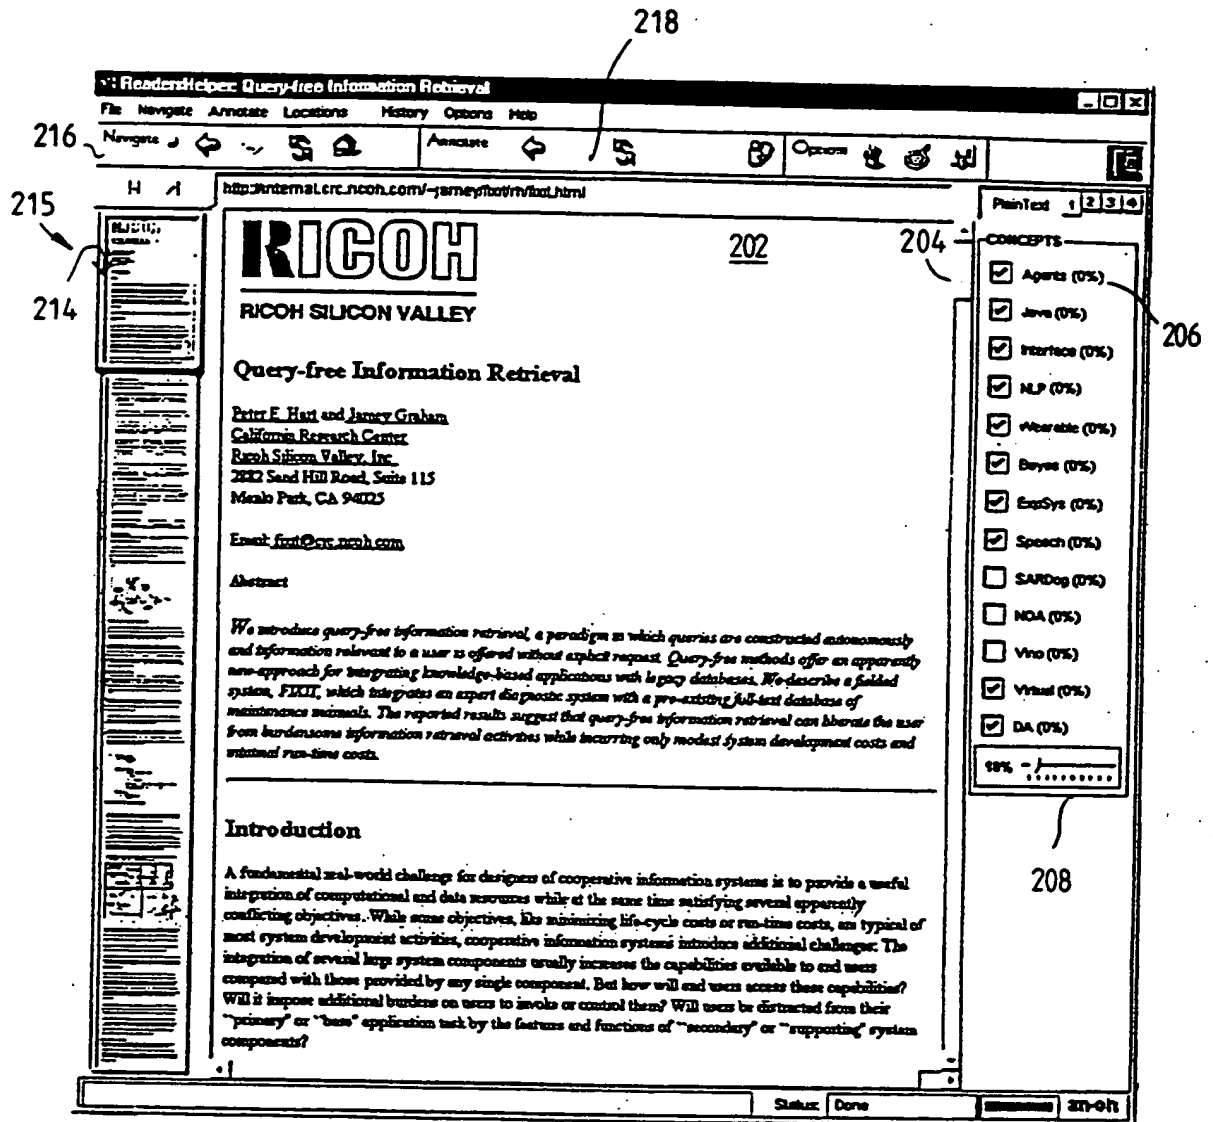 218
ReadersHelper: Query-free Information Retrieval
File Navigate Annotate Locations History Options Help
216
Navigate Annotate Options
215
214
http://internal.crc.ricoh.com/~jamey/fixit/rh/fixit.html
PlainText 1 2 3 4
RICOH
RICOH SILICON VALLEY
202
204
CONCEPTS
Agents (0%)
206
Java (0%)
Interface (0%)
NLP (0%)
Wearable (0%)
Bayes (0%)
ExpSys (0%)
Speech (0%)
SARDog (0%)
NOA (0%)
Vino (0%)
Virtual (0%)
DA (0%)
18%
208
Query-free Information Retrieval
Peter E. Hart and Jamey Graham
California Research Center
Ricoh Silicon Valley, Inc
2882 Sand Hill Road, Suite 115
Menlo Park, CA 94025
Email: fixit@crc.ricoh.com
Abstract
We introduce query-free information retrieval, a paradigm in which queries are constructed autonomously
and information relevant to a user is offered without explicit request. Query-free methods offer an apparently
new approach for integrating knowledge-based applications with legacy databases. We describe a fielded
system, FIXIT, which integrates an expert diagnostic system with a pre-existing full-text database of
maintenance manuals. The reported results suggest that query-free information retrieval can liberate the user
from burdensome information retrieval activities while incurring only modest system development costs and
minimal run-time costs.
Introduction
A fundamental real-world challenge for designers of cooperative information systems is to provide a useful
integration of computational and data resources while at the same time satisfying several apparently
conflicting objectives. While some objectives, like minimizing life-cycle costs or run-time costs, are typical of
most system development activities, cooperative information systems introduce additional challenges: The
integration of several large system components usually increases the capabilities available to end users
compared with those provided by any single component. But how will end users access these capabilities?
Will it impose additional burdens on users to invoke or control them? Will users be distracted from their
``primary" or ``base" application task by the features and functions of ``secondary" or ``supporting" system
components?
Status: Done